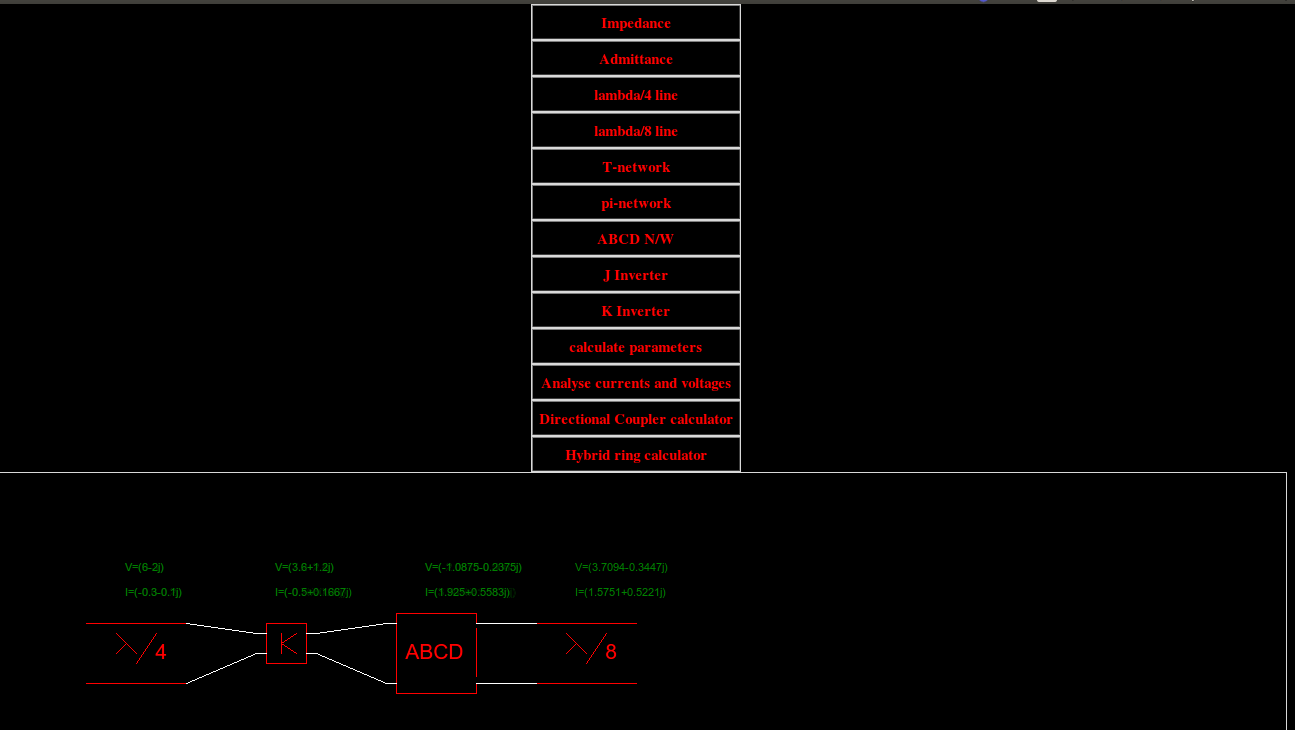 Impedance
Admittance
lambda/4 line
lambda/8 line
T-network
pi-network
ABCD N/W
J Inverter
K Inverter
calculate parameters
Analyse currents and voltages
Directional Coupler calculator
Hybrid ring calculator
V=(6-2j) V=(3.6+1.2j) V=(-1.0875-0.2375j) V=(3.7094-0.3447j)
I=(-0.3-0.1j) I=(-0.5+0.1667j) I=(1.925+0.5583j) I=(1.5751+0.5221j)
λ/4 K ABCD λ/8